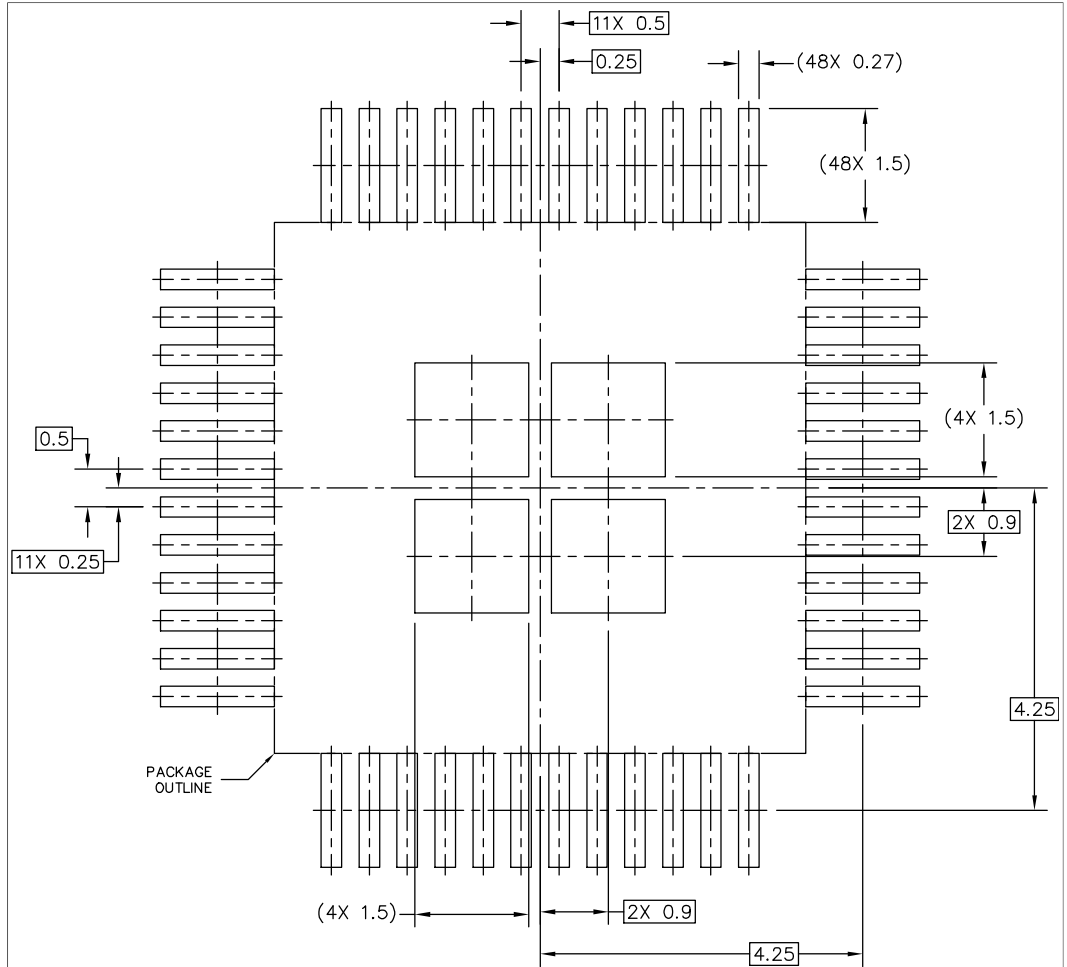 11X 0.5
0.25
(48X 0.27)
(48X 1.5)
(4X 1.5)
0.5
2X 0.9
11X 0.25
4.25
PACKAGE
OUTLINE
(4X 1.5)
2X 0.9
4.25